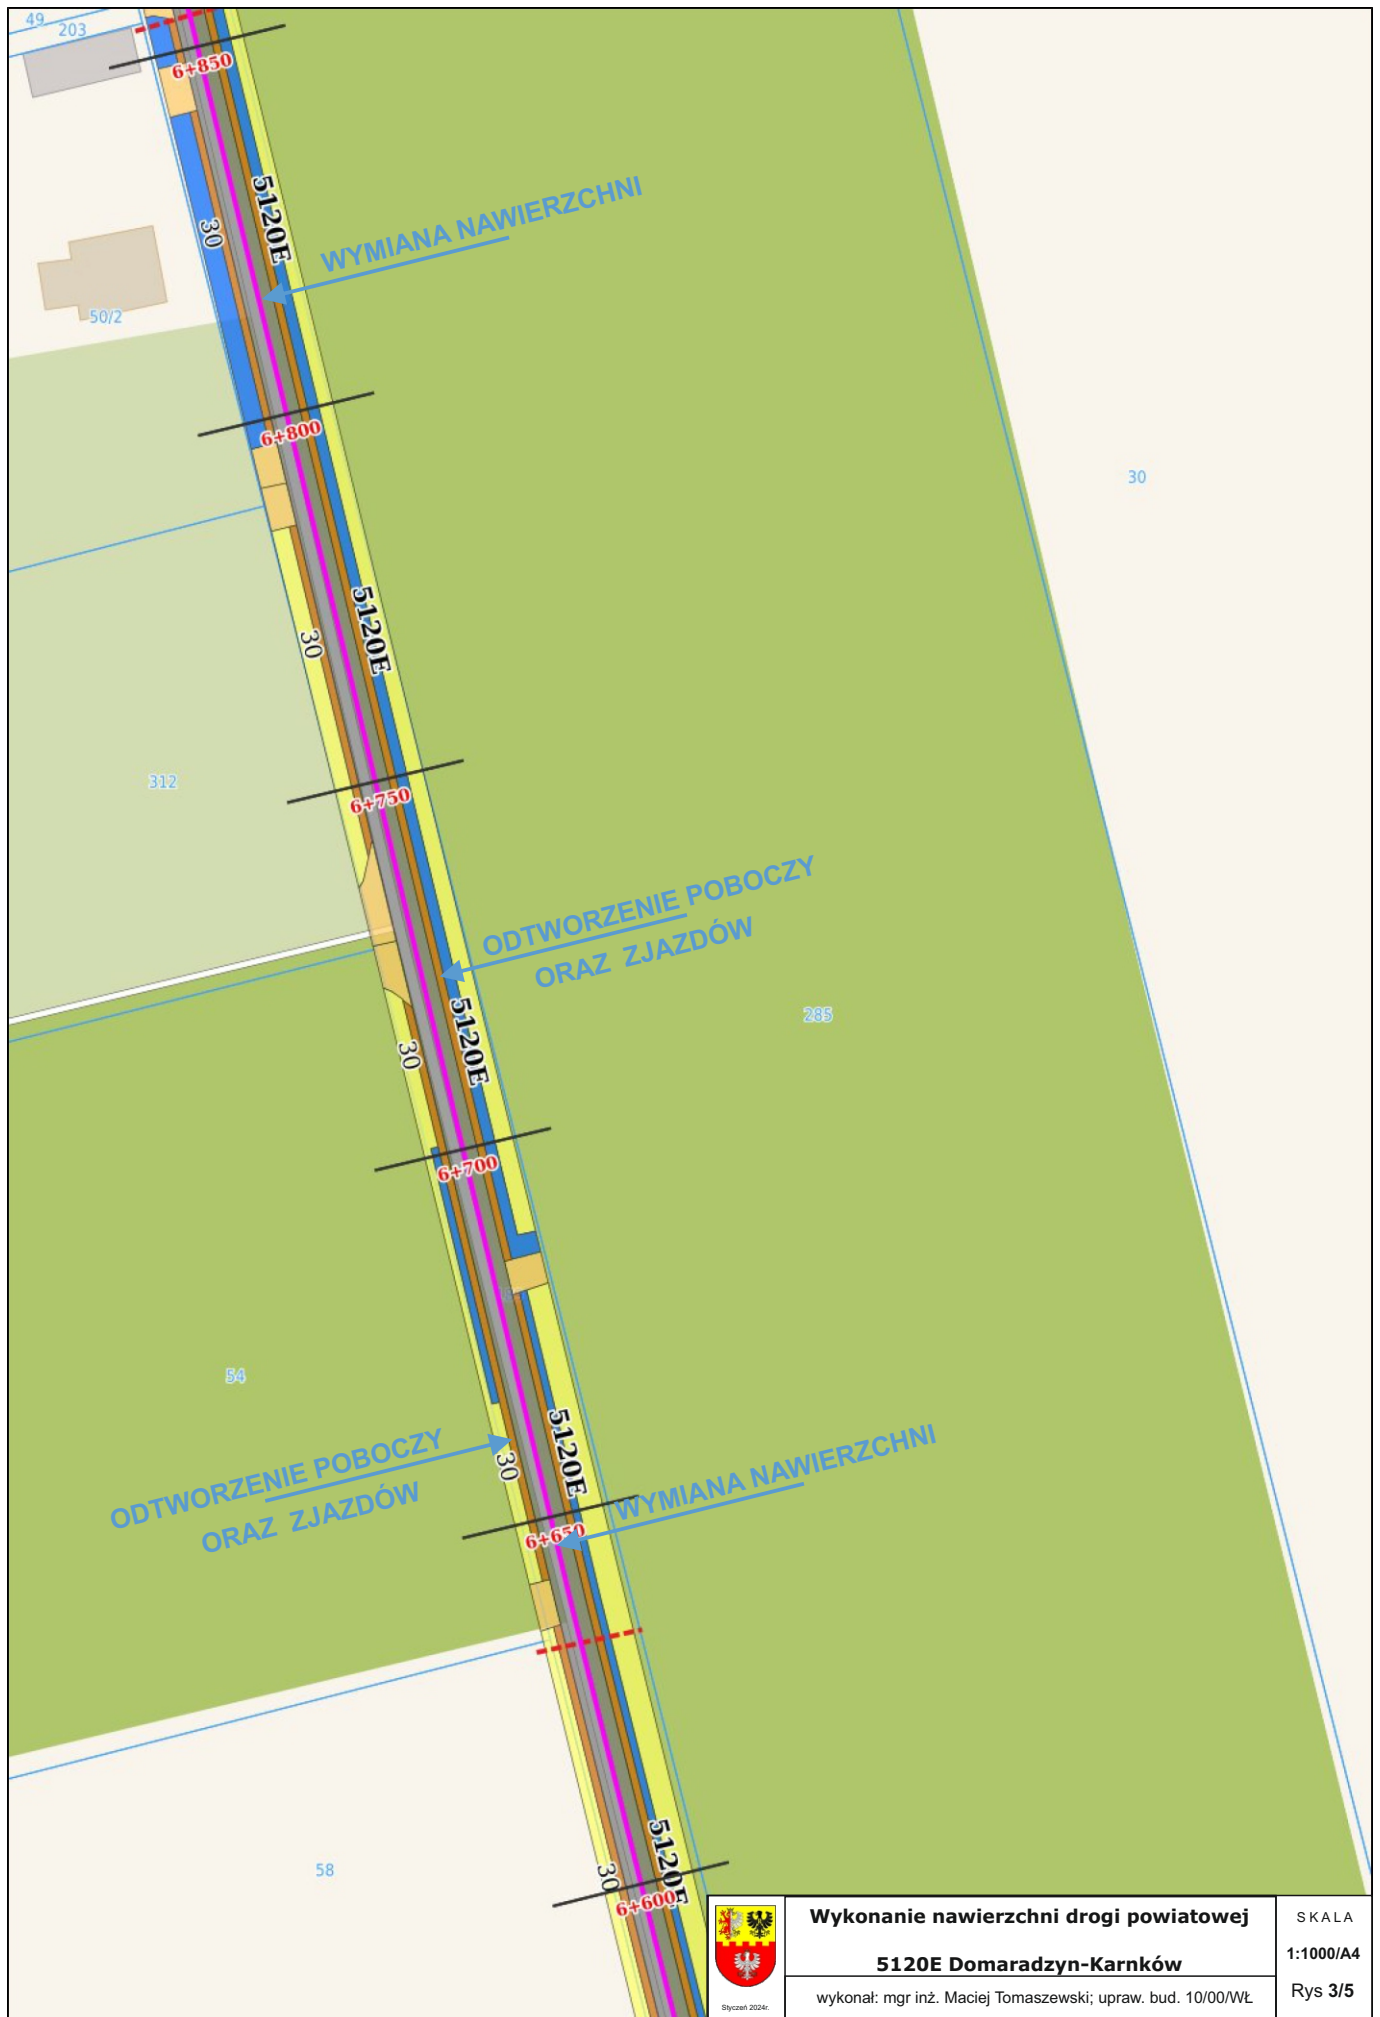 49
203
6+850
5120E
30
WYMIANA NAWIERZCHNI
50/2
6+800
30
5120E
30
312
6+750
ODTWORZENIE POBOCZY
ORAZ ZJAZDÓW
5120E
30
285
6+700
54
5120E
30
ODTWORZENIE POBOCZY
ORAZ ZJAZDÓW
WYMIANA NAWIERZCHNI
6+650
58
5120E
30
6+600
Wykonanie nawierzchni drogi powiatowej
5120E Domaradzyn-Karnków
wykonał: mgr inż. Maciej Tomaszewski; upraw. bud. 10/00/WŁ
SKALA
1:1000/A4
Rys 3/5
Styczeń 2024r.